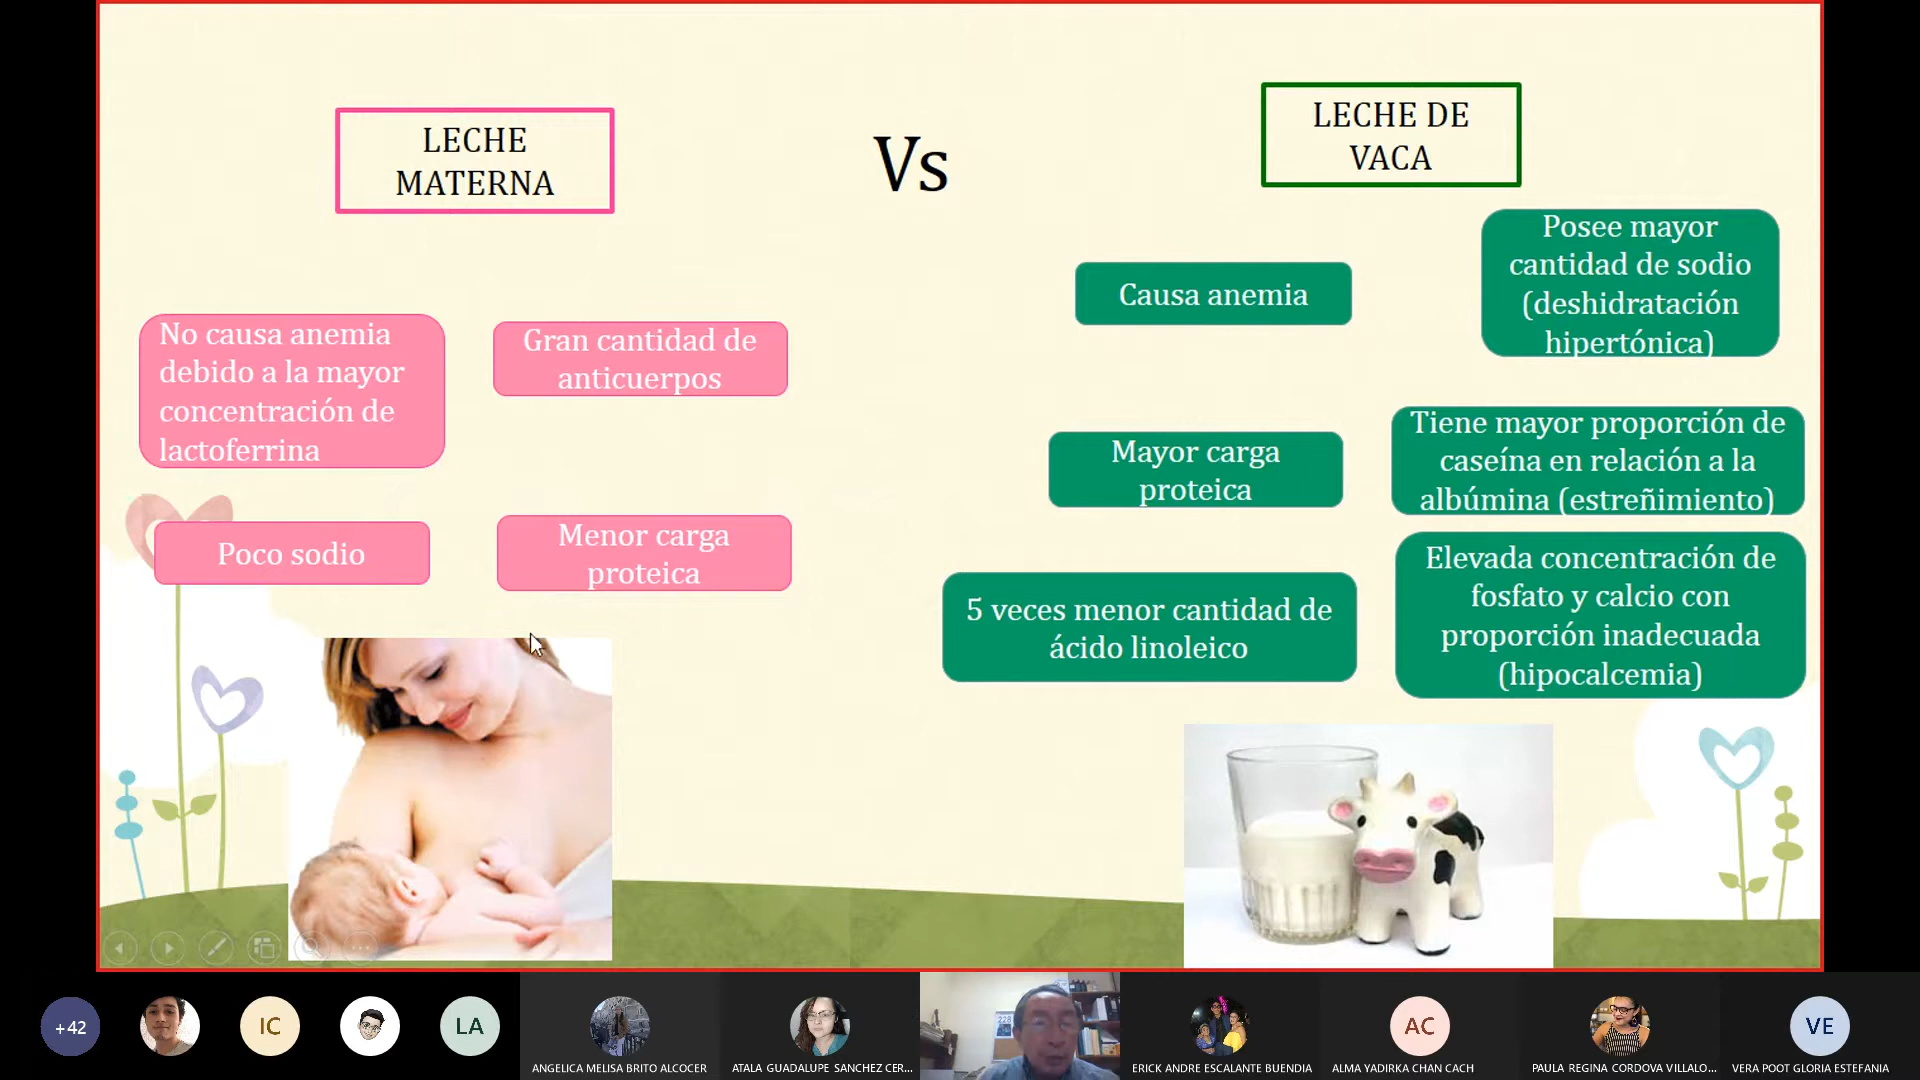 LECHE
MATERNA
Vs
LECHE DE
VACA
No causa anemia
debido a la mayor
concentración de
lactoferrina
Gran cantidad de
anticuerpos
Poco sodio
Menor carga
proteica
Causa anemia
Posee mayor
cantidad de sodio
(deshidratación
hipertónica)
Mayor carga
proteica
Tiene mayor proporción de
caseína en relación a la
albúmina (estreñimiento)
5 veces menor cantidad de
ácido linoleico
Elevada concentración de
fosfato y calcio con
proporción inadecuada
(hipocalcemia)
+42
IC
LA
ANGELICA MELISA BRITO ALCOCER
ATALA GUADALUPE SANCHEZ CER...
228
ERICK ANDRE ESCALANTE BUENDIA
AC
ALMA YADIRKA CHAN CACH
PAULA REGINA CORDOVA VILLALO...
VE
VERA POOT GLORIA ESTEFANIA